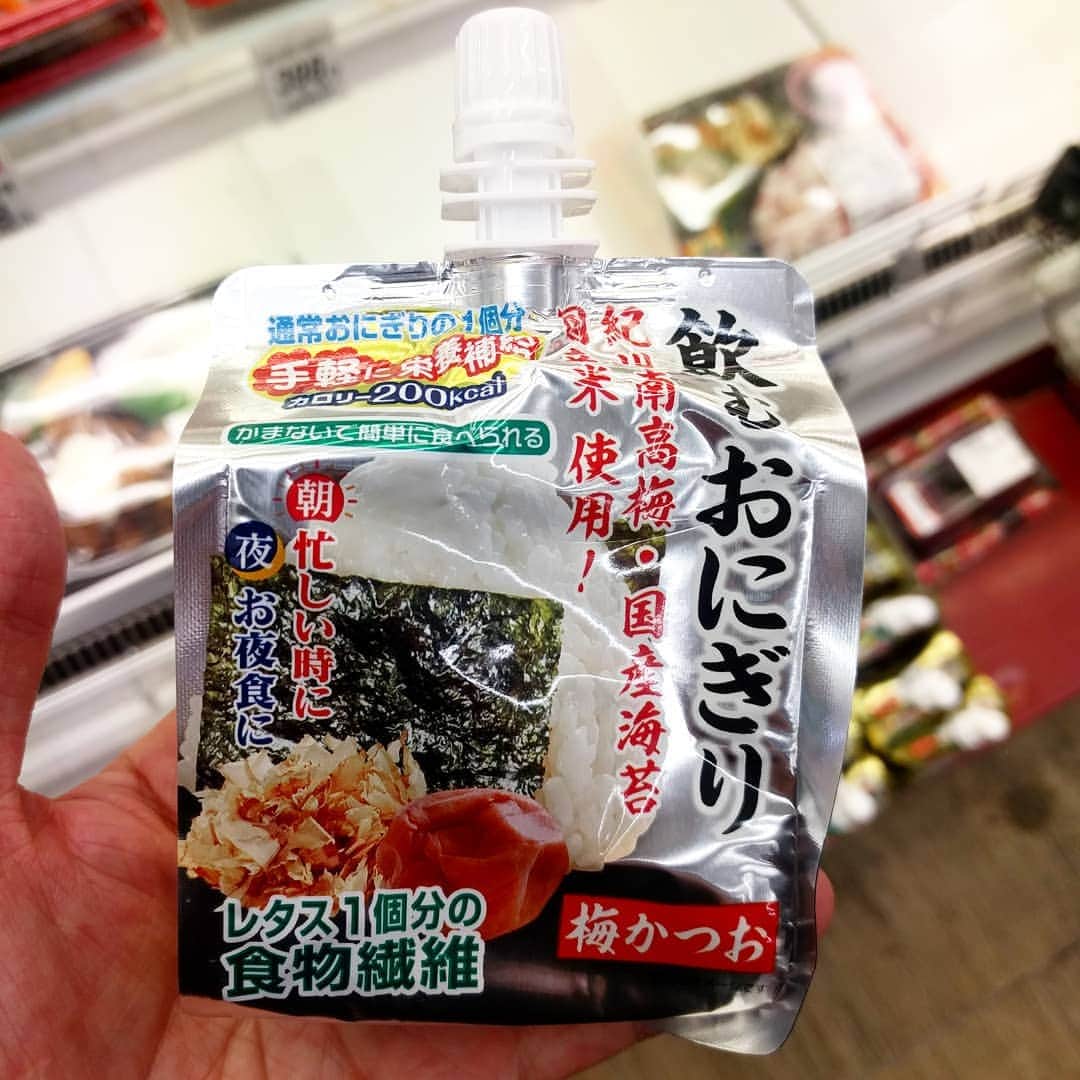 飲むおにぎり
紀州南高梅・国産海苔
国産米 使用！
通常おにぎりの1個分
手軽に栄養補給
カロリー200kcal
かまないで簡単に食べられる
朝 忙しい時に
夜 お夜食に
レタス1個分の
食物繊維
梅かつお